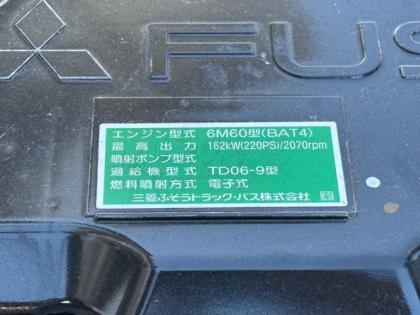 FUS
エンジン型式 6M60型(BAT4)
最高出力 162kW(220PS)/2070rpm
噴射ポンプ型式
過給機型式 TD06-9型
燃料噴射方式 電子式
三菱ふそうトラック・バス株式会社